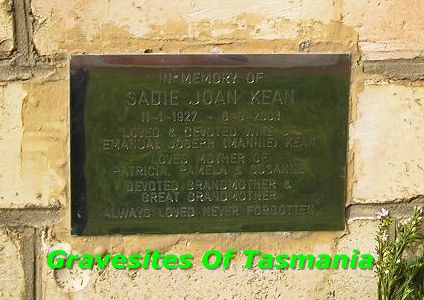 IN MEMORY OF
SADIE JOAN KEAN
11-1-1927
LOVED & DEVOTED WIFE OF
JOSEPH (MANNIE) KEAN
LOVED MOTHER OF
PATRICIA, PAMELA & SUSANNE
DEVOTED GRANDMOTHER &
GREAT GRANDMOTHER
ALWAYS LOVED NEVER FORGOTTEN
Gravesites Of Tasmania